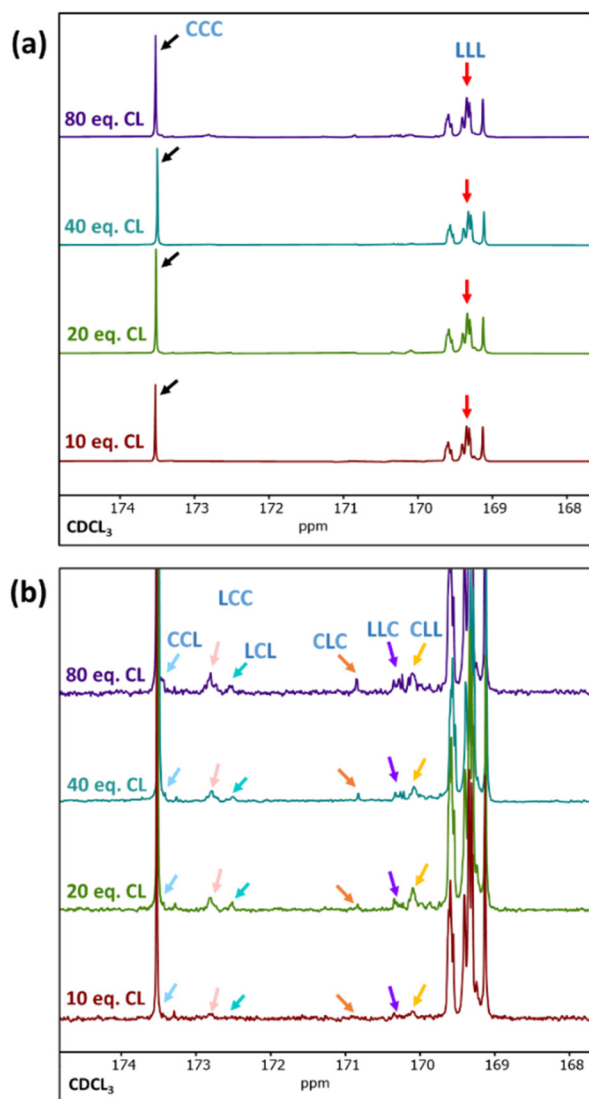 (a)
CCC
LLL
80 eq. CL
40 eq. CL
20 eq. CL
10 eq. CL
174 173 172 171 170 169 168
CDCL3 ppm
(b)
LCC
CCL LCL CLC LLC CLL
80 eq. CL
40 eq. CL
20 eq. CL
10 eq. CL
174 173 172 171 170 169 168
CDCL3 ppm